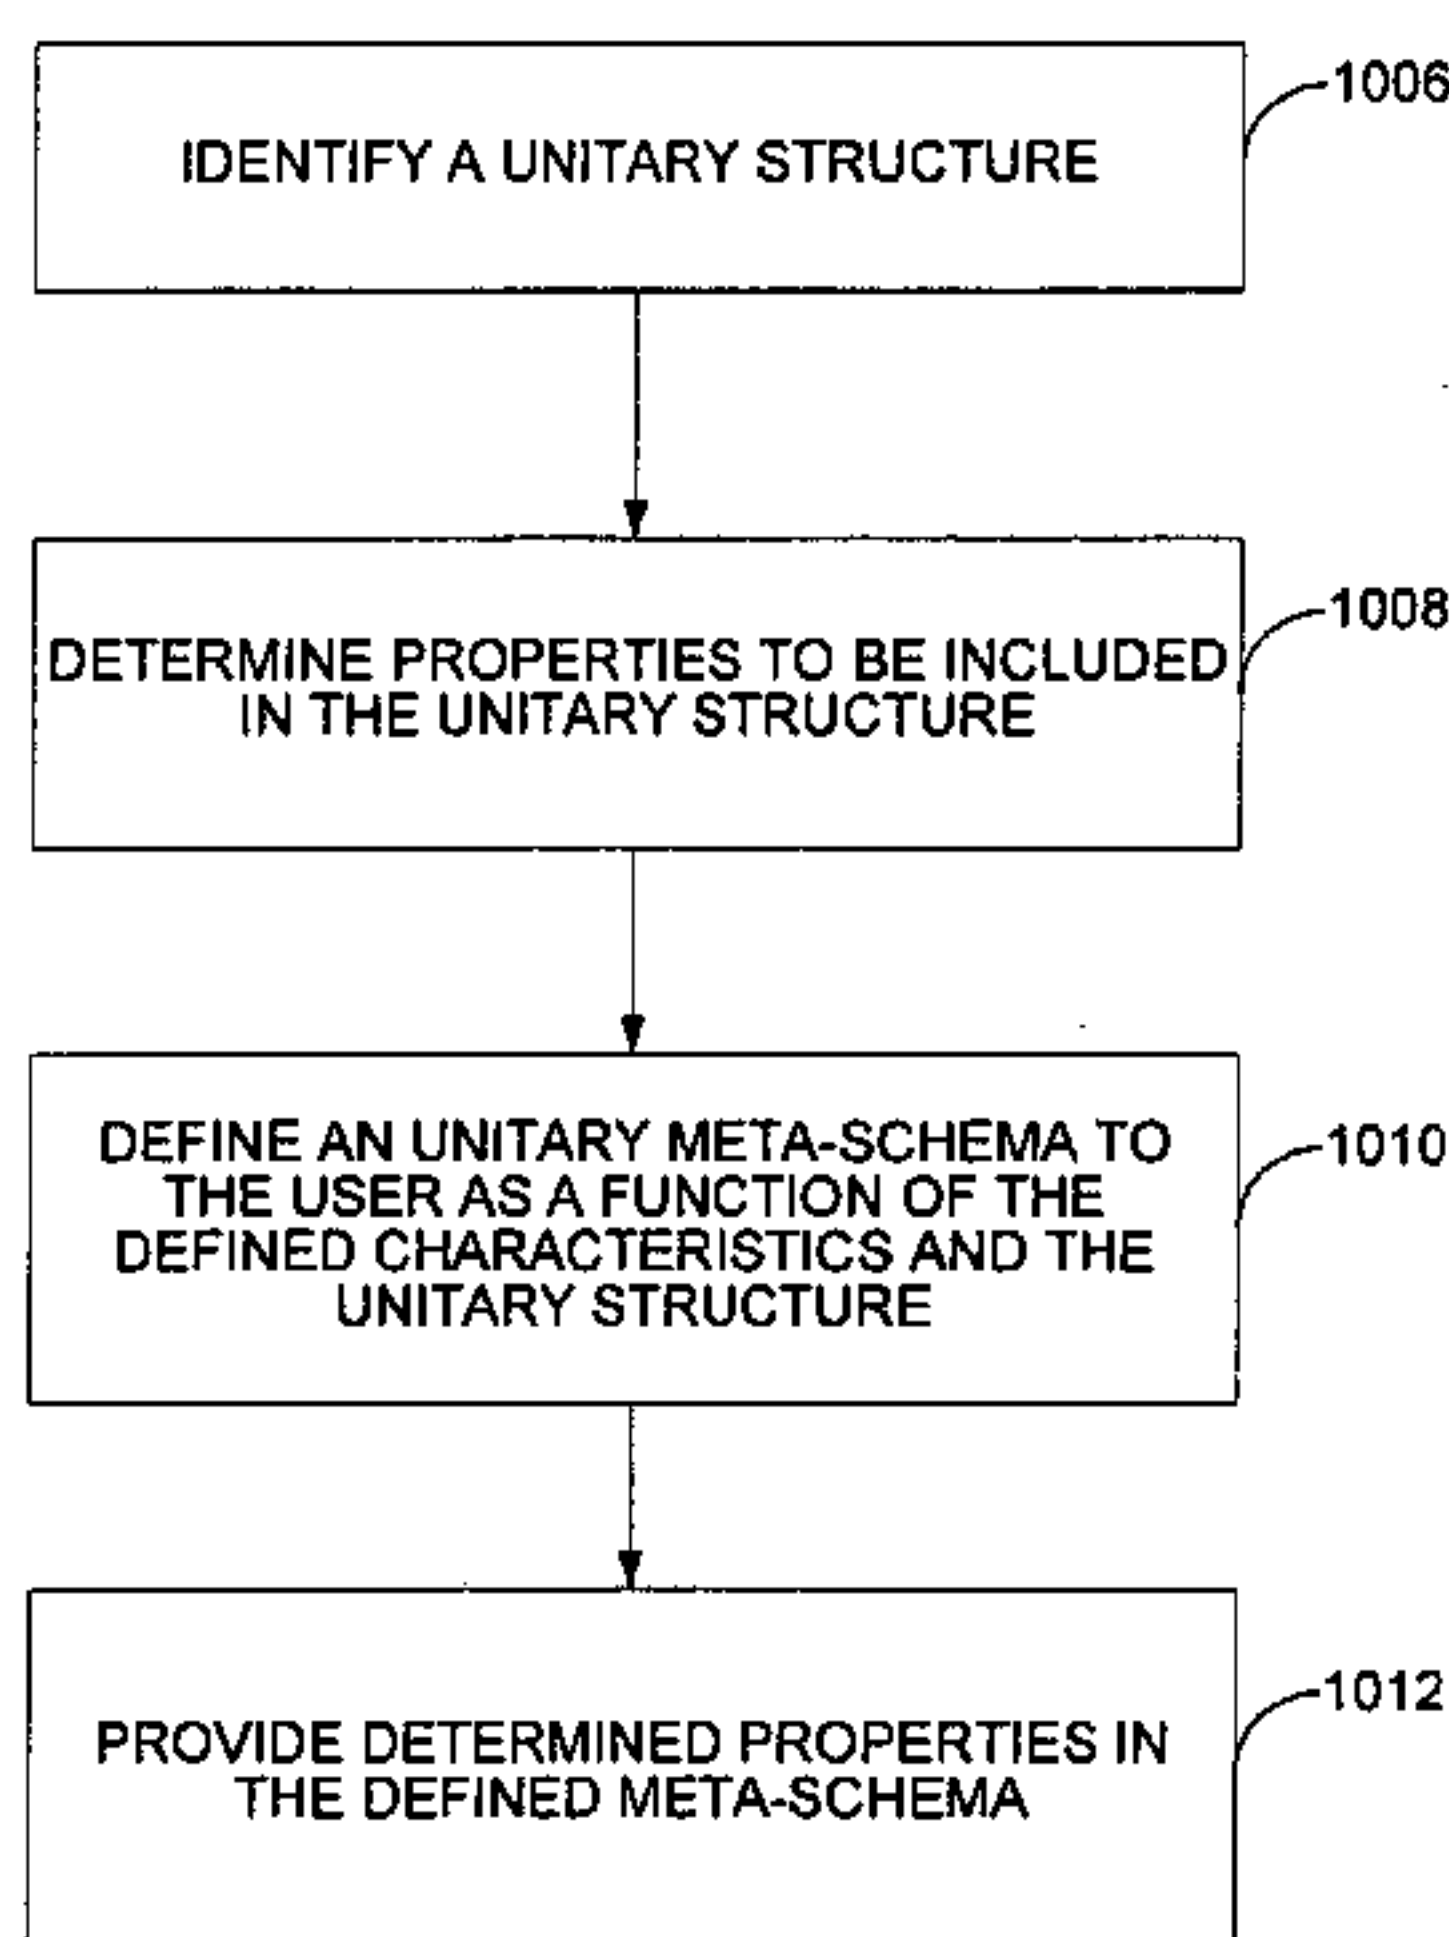 IDENTIFY A UNITARY STRUCTURE
1006
DETERMINE PROPERTIES TO BE INCLUDED
IN THE UNITARY STRUCTURE
1008
DEFINE AN UNITARY META-SCHEMA TO
THE USER AS A FUNCTION OF THE
DEFINED CHARACTERISTICS AND THE
UNITARY STRUCTURE
1010
PROVIDE DETERMINED PROPERTIES IN
THE DEFINED META-SCHEMA
1012